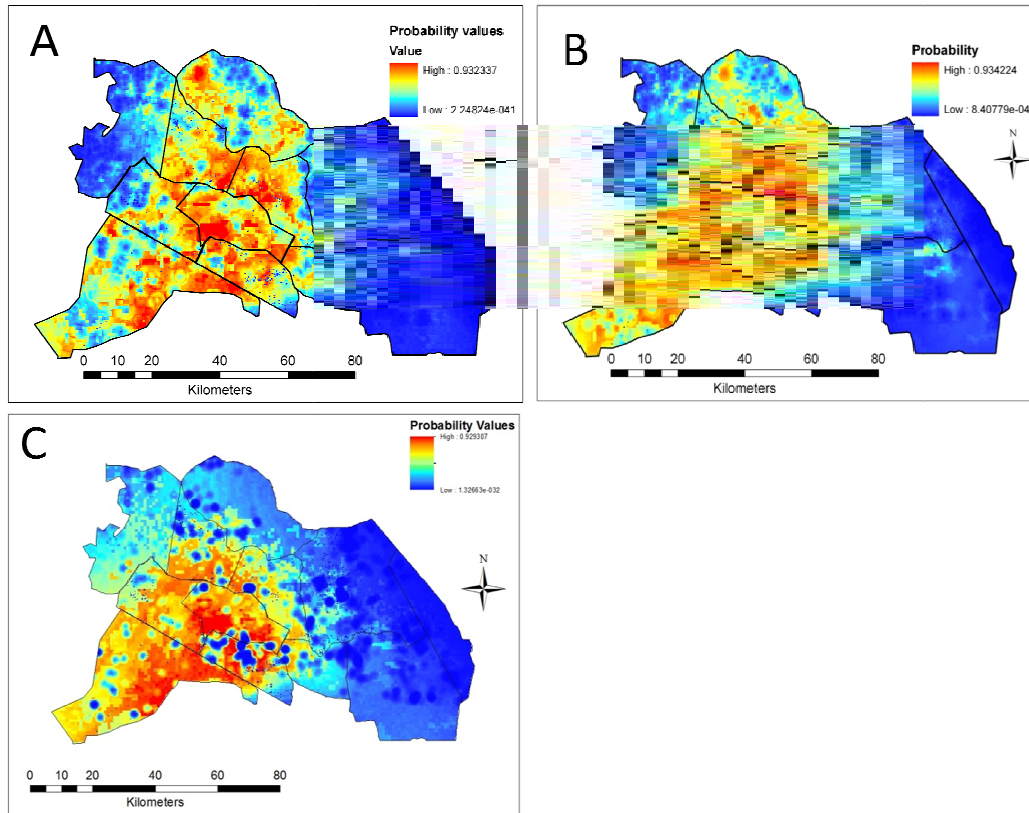 A
Probability values
Value
High : 0.932337
Low : 2.24824e-041
0 10 20 40 60 80
Kilometers
B
Probability
High : 0.934224
Low : 8.40779e-04
N
0 10 20 40 60 80
Kilometers
C
Probability Values
High : 0.929307
Low : 1.32663e-032
N
0 10 20 40 60 80
Kilometers